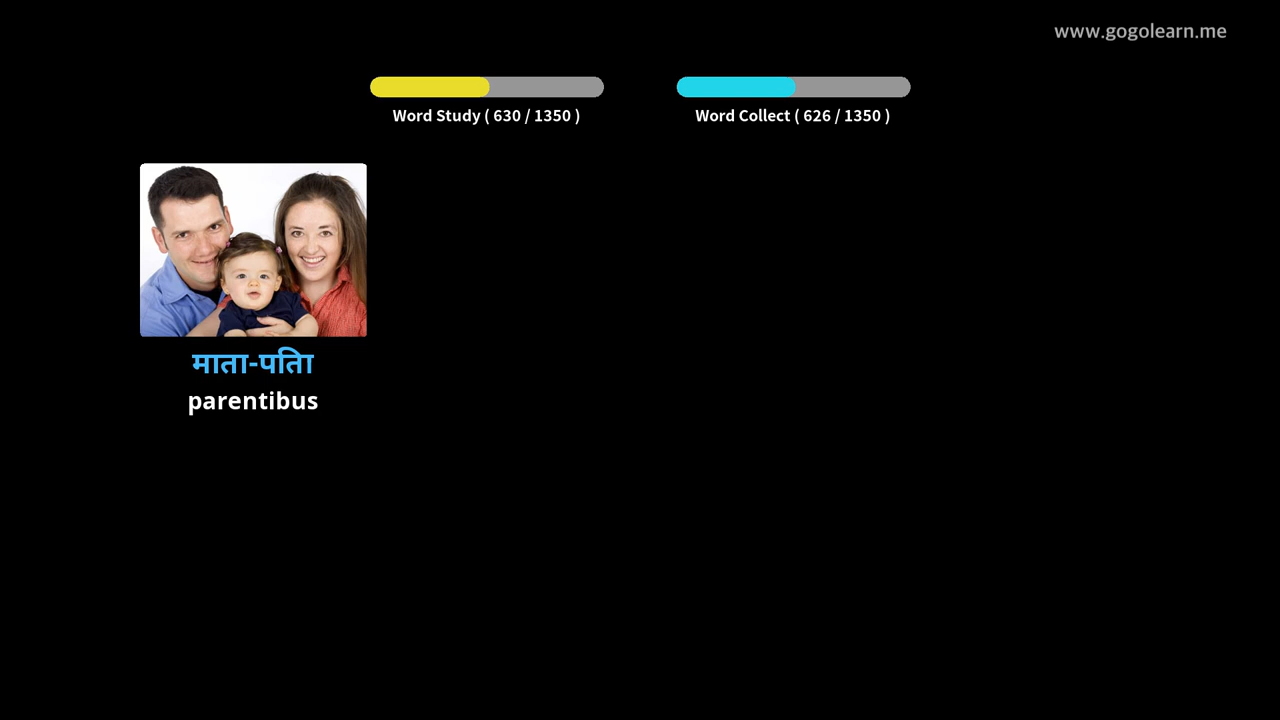 www.gogolearn.me
Word Study ( 630 / 1350 )
Word Collect ( 626 / 1350 )
माता-पिता
parentibus